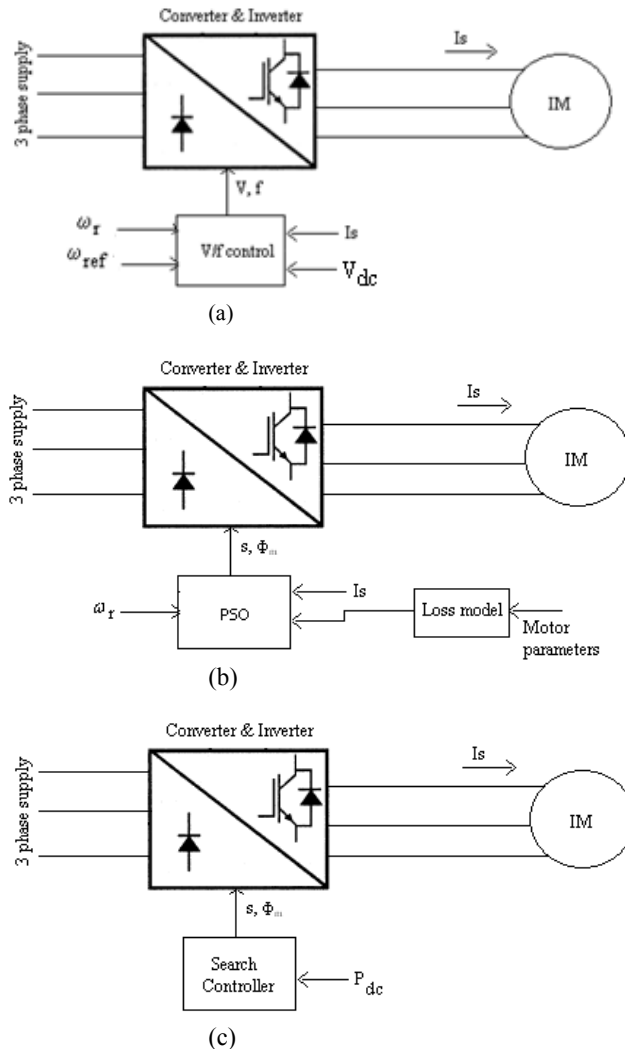 Converter & Inverter
3 phase supply
Is
IM
V, f
ωr
ωref
V/f control
Is
Vdc
(a)
Converter & Inverter
3 phase supply
Is
IM
s, Φm
ωr
PSO
Is
Loss model
Motor
parameters
(b)
Converter & Inverter
3 phase supply
Is
IM
s, Φm
Search
Controller
Pdc
(c)